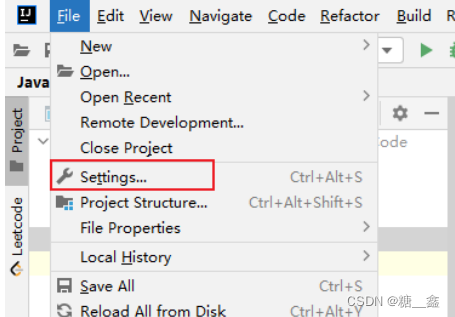 IJ
File Edit View Navigate Code Refactor Build R
New
Open...
Java
Open Recent
Remote Development...
Close Project
ode
Settings... Ctrl+Alt+S
Project Structure... Ctrl+Alt+Shift+S
File Properties
Local History
Save All Ctrl+S
Reload All from Disk Ctrl+Alt+Y
Project
Leetcode
CSDN @糖__鑫